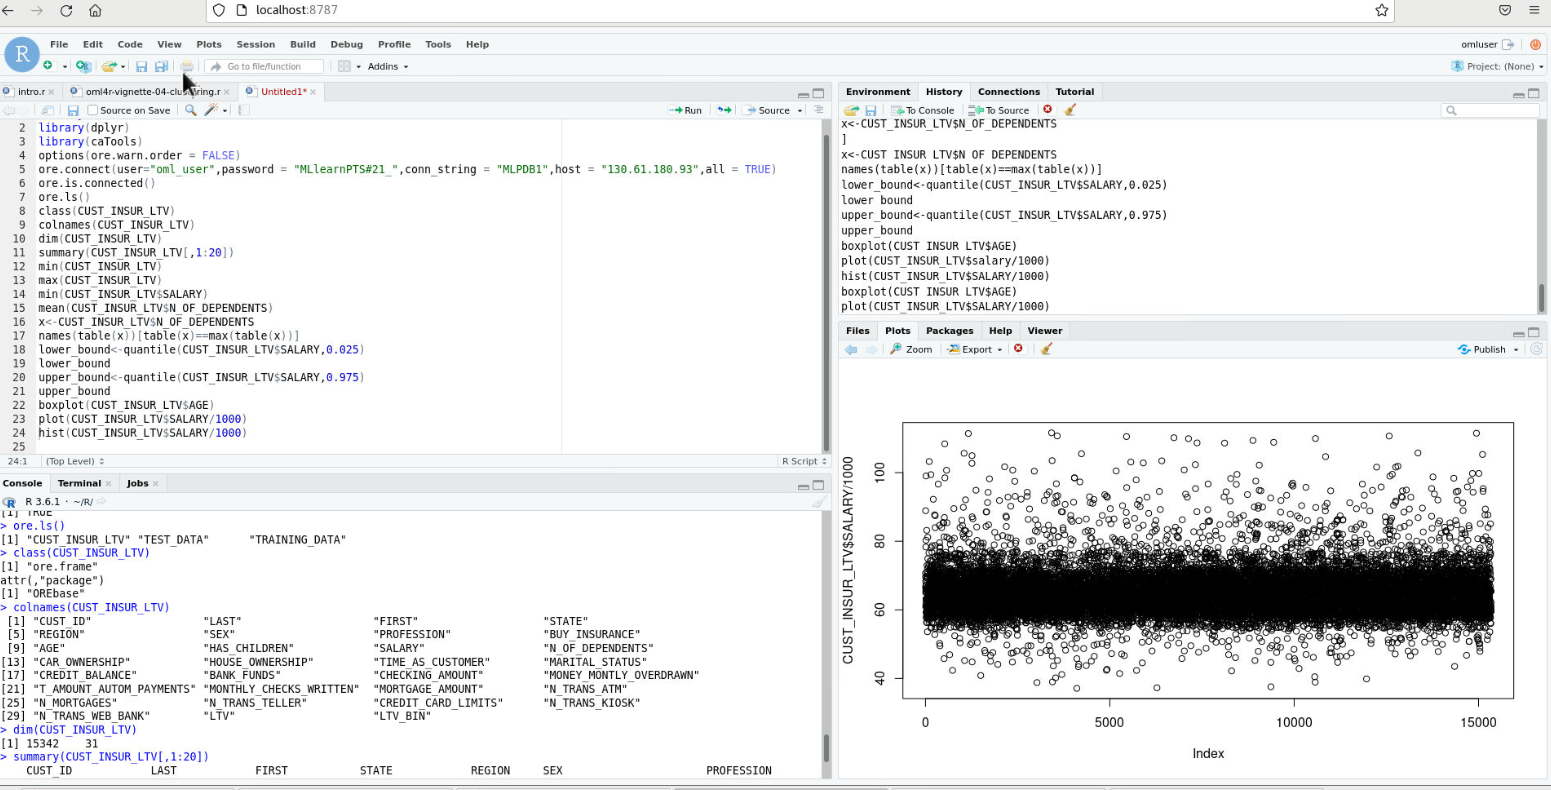 localhost:8787
File Edit Code View Plots Session Build Debug Profile Tools Help
omluser
Go to file/function Addins
Project: (None)
intro.r oml4r-vignette-04-clustering.r Untitled1*
Source on Save Run Source
2 library(dplyr)
3 library(caTools)
4 options(ore.warn.order = FALSE)
5 ore.connect(user="oml_user",password = "MLlearnPTS#21_",conn_string = "MLPDB1",host = "130.61.180.93",all = TRUE)
6 ore.is.connected()
7 ore.ls()
8 class(CUST_INSUR_LTV)
9 colnames(CUST_INSUR_LTV)
10 dim(CUST_INSUR_LTV)
11 summary(CUST_INSUR_LTV[,1:20])
12 min(CUST_INSUR_LTV)
13 max(CUST_INSUR_LTV)
14 min(CUST_INSUR_LTV$SALARY)
15 mean(CUST_INSUR_LTV$N_OF_DEPENDENTS)
16 x<-CUST_INSUR_LTV$N_OF_DEPENDENTS
17 names(table(x))[table(x)==max(table(x))]
18 lower_bound<-quantile(CUST_INSUR_LTV$SALARY,0.025)
19 lower_bound
20 upper_bound<-quantile(CUST_INSUR_LTV$SALARY,0.975)
21 upper_bound
22 boxplot(CUST_INSUR_LTV$AGE)
23 plot(CUST_INSUR_LTV$SALARY/1000)
24 hist(CUST_INSUR_LTV$SALARY/1000)
25
24:1 (Top Level) R Script
Console Terminal Jobs
R 3.6.1 · ~/R/
[1] TRUE
> ore.ls()
[1] "CUST_INSUR_LTV" "TEST_DATA" "TRAINING_DATA"
> class(CUST_INSUR_LTV)
[1] "ore.frame"
attr(,"package")
[1] "OREbase"
> colnames(CUST_INSUR_LTV)
[1] "CUST_ID" "LAST" "FIRST" "STATE"
[5] "REGION" "SEX" "PROFESSION" "BUY_INSURANCE"
[9] "AGE" "HAS_CHILDREN" "SALARY" "N_OF_DEPENDENTS"
[13] "CAR_OWNERSHIP" "HOUSE_OWNERSHIP" "TIME_AS_CUSTOMER" "MARITAL_STATUS"
[17] "CREDIT_BALANCE" "BANK_FUNDS" "CHECKING_AMOUNT" "MONEY_MONTLY_OVERDRAWN"
[21] "T_AMOUNT_AUTOM_PAYMENTS" "MONTHLY_CHECKS_WRITTEN" "MORTGAGE_AMOUNT" "N_TRANS_ATM"
[25] "N_MORTGAGES" "N_TRANS_TELLER" "CREDIT_CARD_LIMITS" "N_TRANS_KIOSK"
[29] "N_TRANS_WEB_BANK" "LTV" "LTV_BIN"
> dim(CUST_INSUR_LTV)
[1] 15342 31
> summary(CUST_INSUR_LTV[,1:20])
CUST_ID LAST FIRST STATE REGION SEX PROFESSION
Environment History Connections Tutorial
To Console To Source
x<-CUST_INSUR_LTV$N_OF_DEPENDENTS
]
x<-CUST_INSUR_LTV$N_OF_DEPENDENTS
names(table(x))[table(x)==max(table(x))]
lower_bound<-quantile(CUST_INSUR_LTV$SALARY,0.025)
lower_bound
upper_bound<-quantile(CUST_INSUR_LTV$SALARY,0.975)
upper_bound
boxplot(CUST_INSUR_LTV$AGE)
plot(CUST_INSUR_LTV$salary/1000)
hist(CUST_INSUR_LTV$SALARY/1000)
boxplot(CUST_INSUR_LTV$AGE)
plot(CUST_INSUR_LTV$SALARY/1000)
Files Plots Packages Help Viewer
Zoom Export Publish
CUST_INSUR_LTV$SALARY/1000
100
80
60
40
0 5000 10000 15000
Index